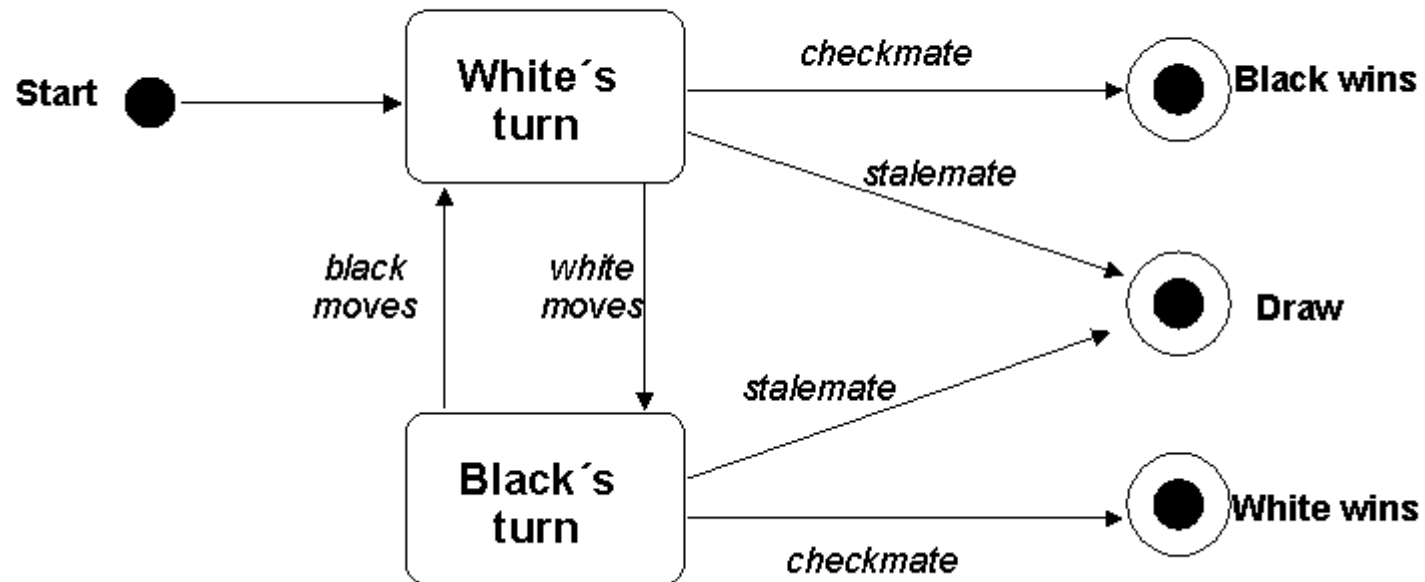 Start
White´s
turn
checkmate
Black wins
stalemate
black
moves
white
moves
Draw
stalemate
Black´s
turn
White wins
checkmate